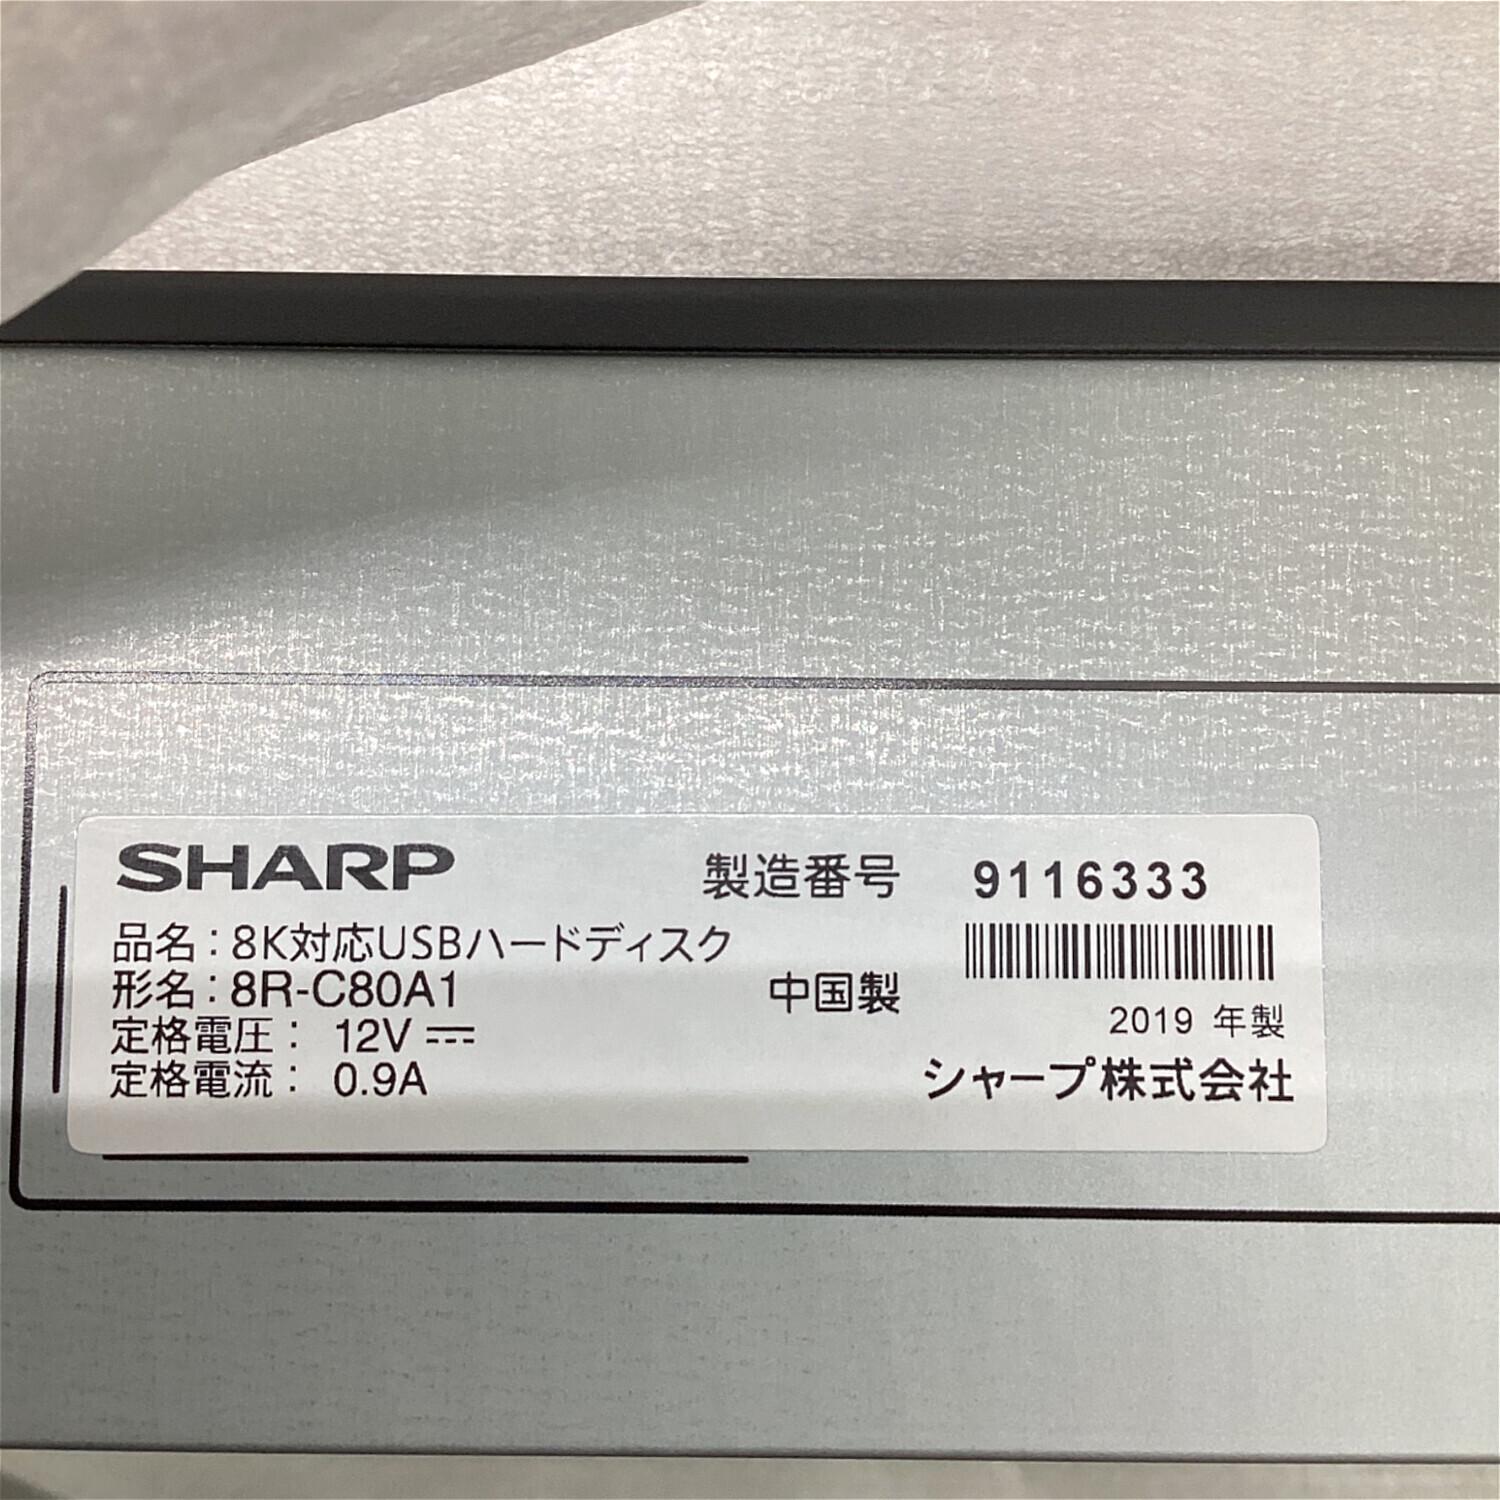 SHARP
製造番号 9116333
品名：8K対応USBハードディスク
形名：8R-C80A1
中国製
定格電圧： 12V ⎓
2019 年製
定格電流： 0.9A
シャープ株式会社